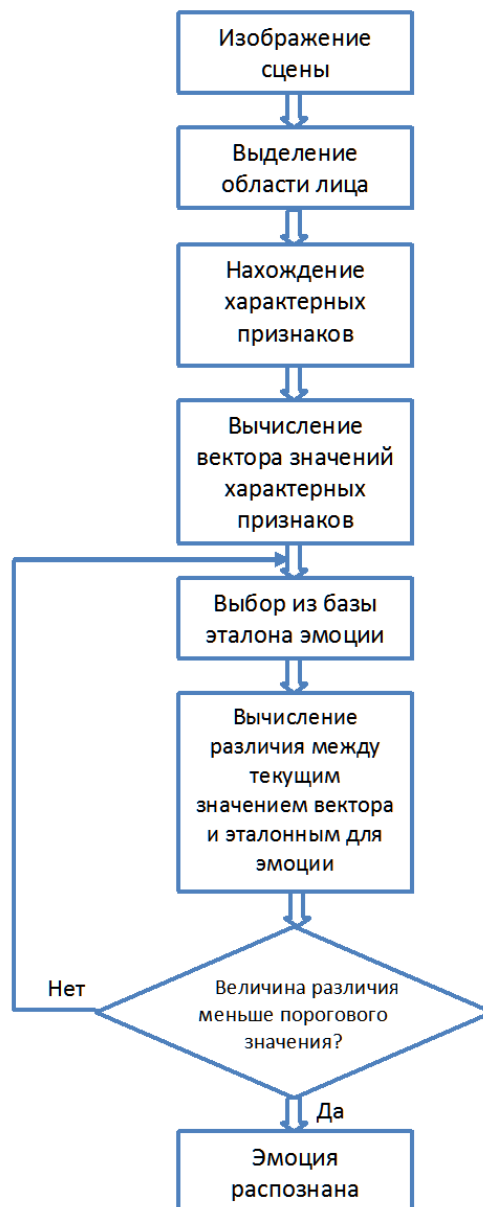 Изображение
сцены
Выделение
области лица
Нахождение
характерных
признаков
Вычисление
вектора значений
характерных
признаков
Выбор из базы
эталона эмоции
Вычисление
различия между
текущим
значением вектора
и эталонным для
эмоции
Нет
Величина различия
меньше порогового
значения?
Да
Эмоция
распознана